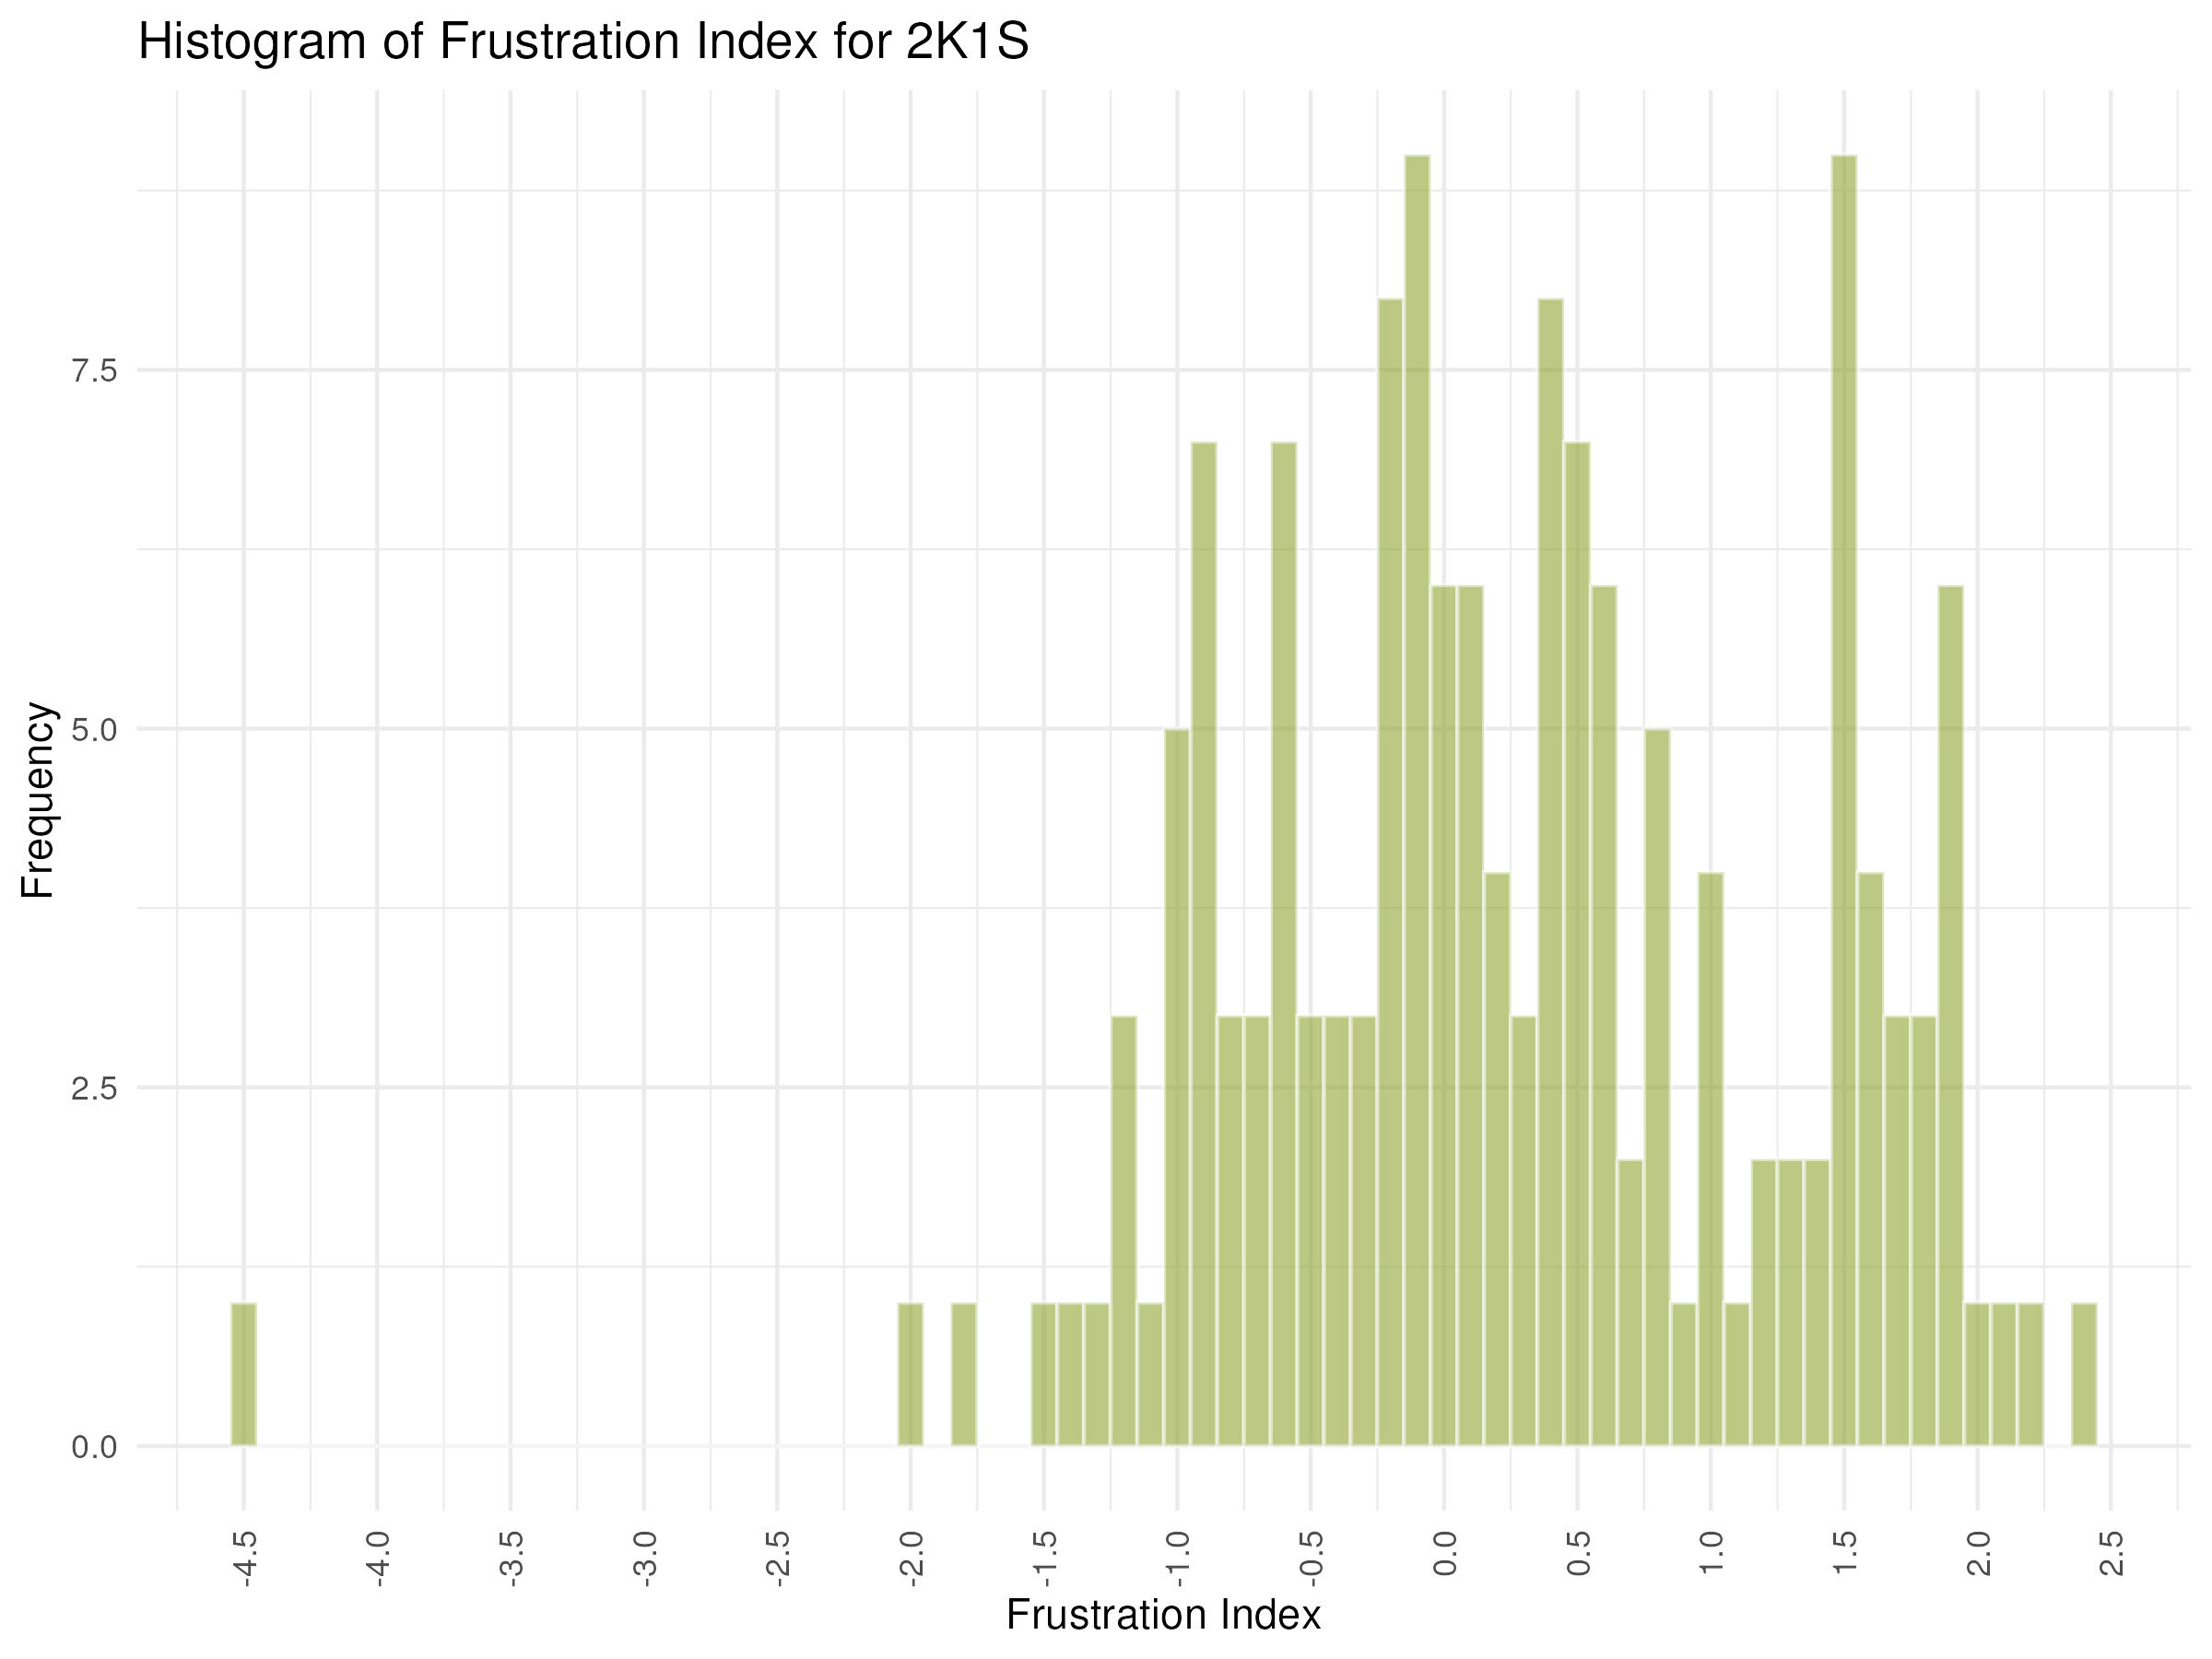 Histogram of Frustration Index for 2K1S
Frequency
7.5
5.0
2.5
0.0
-4.5 -4.0 -3.5 -3.0 -2.5 -2.0 -1.5 -1.0 -0.5 0.0 0.5 1.0 1.5 2.0 2.5
Frustration Index